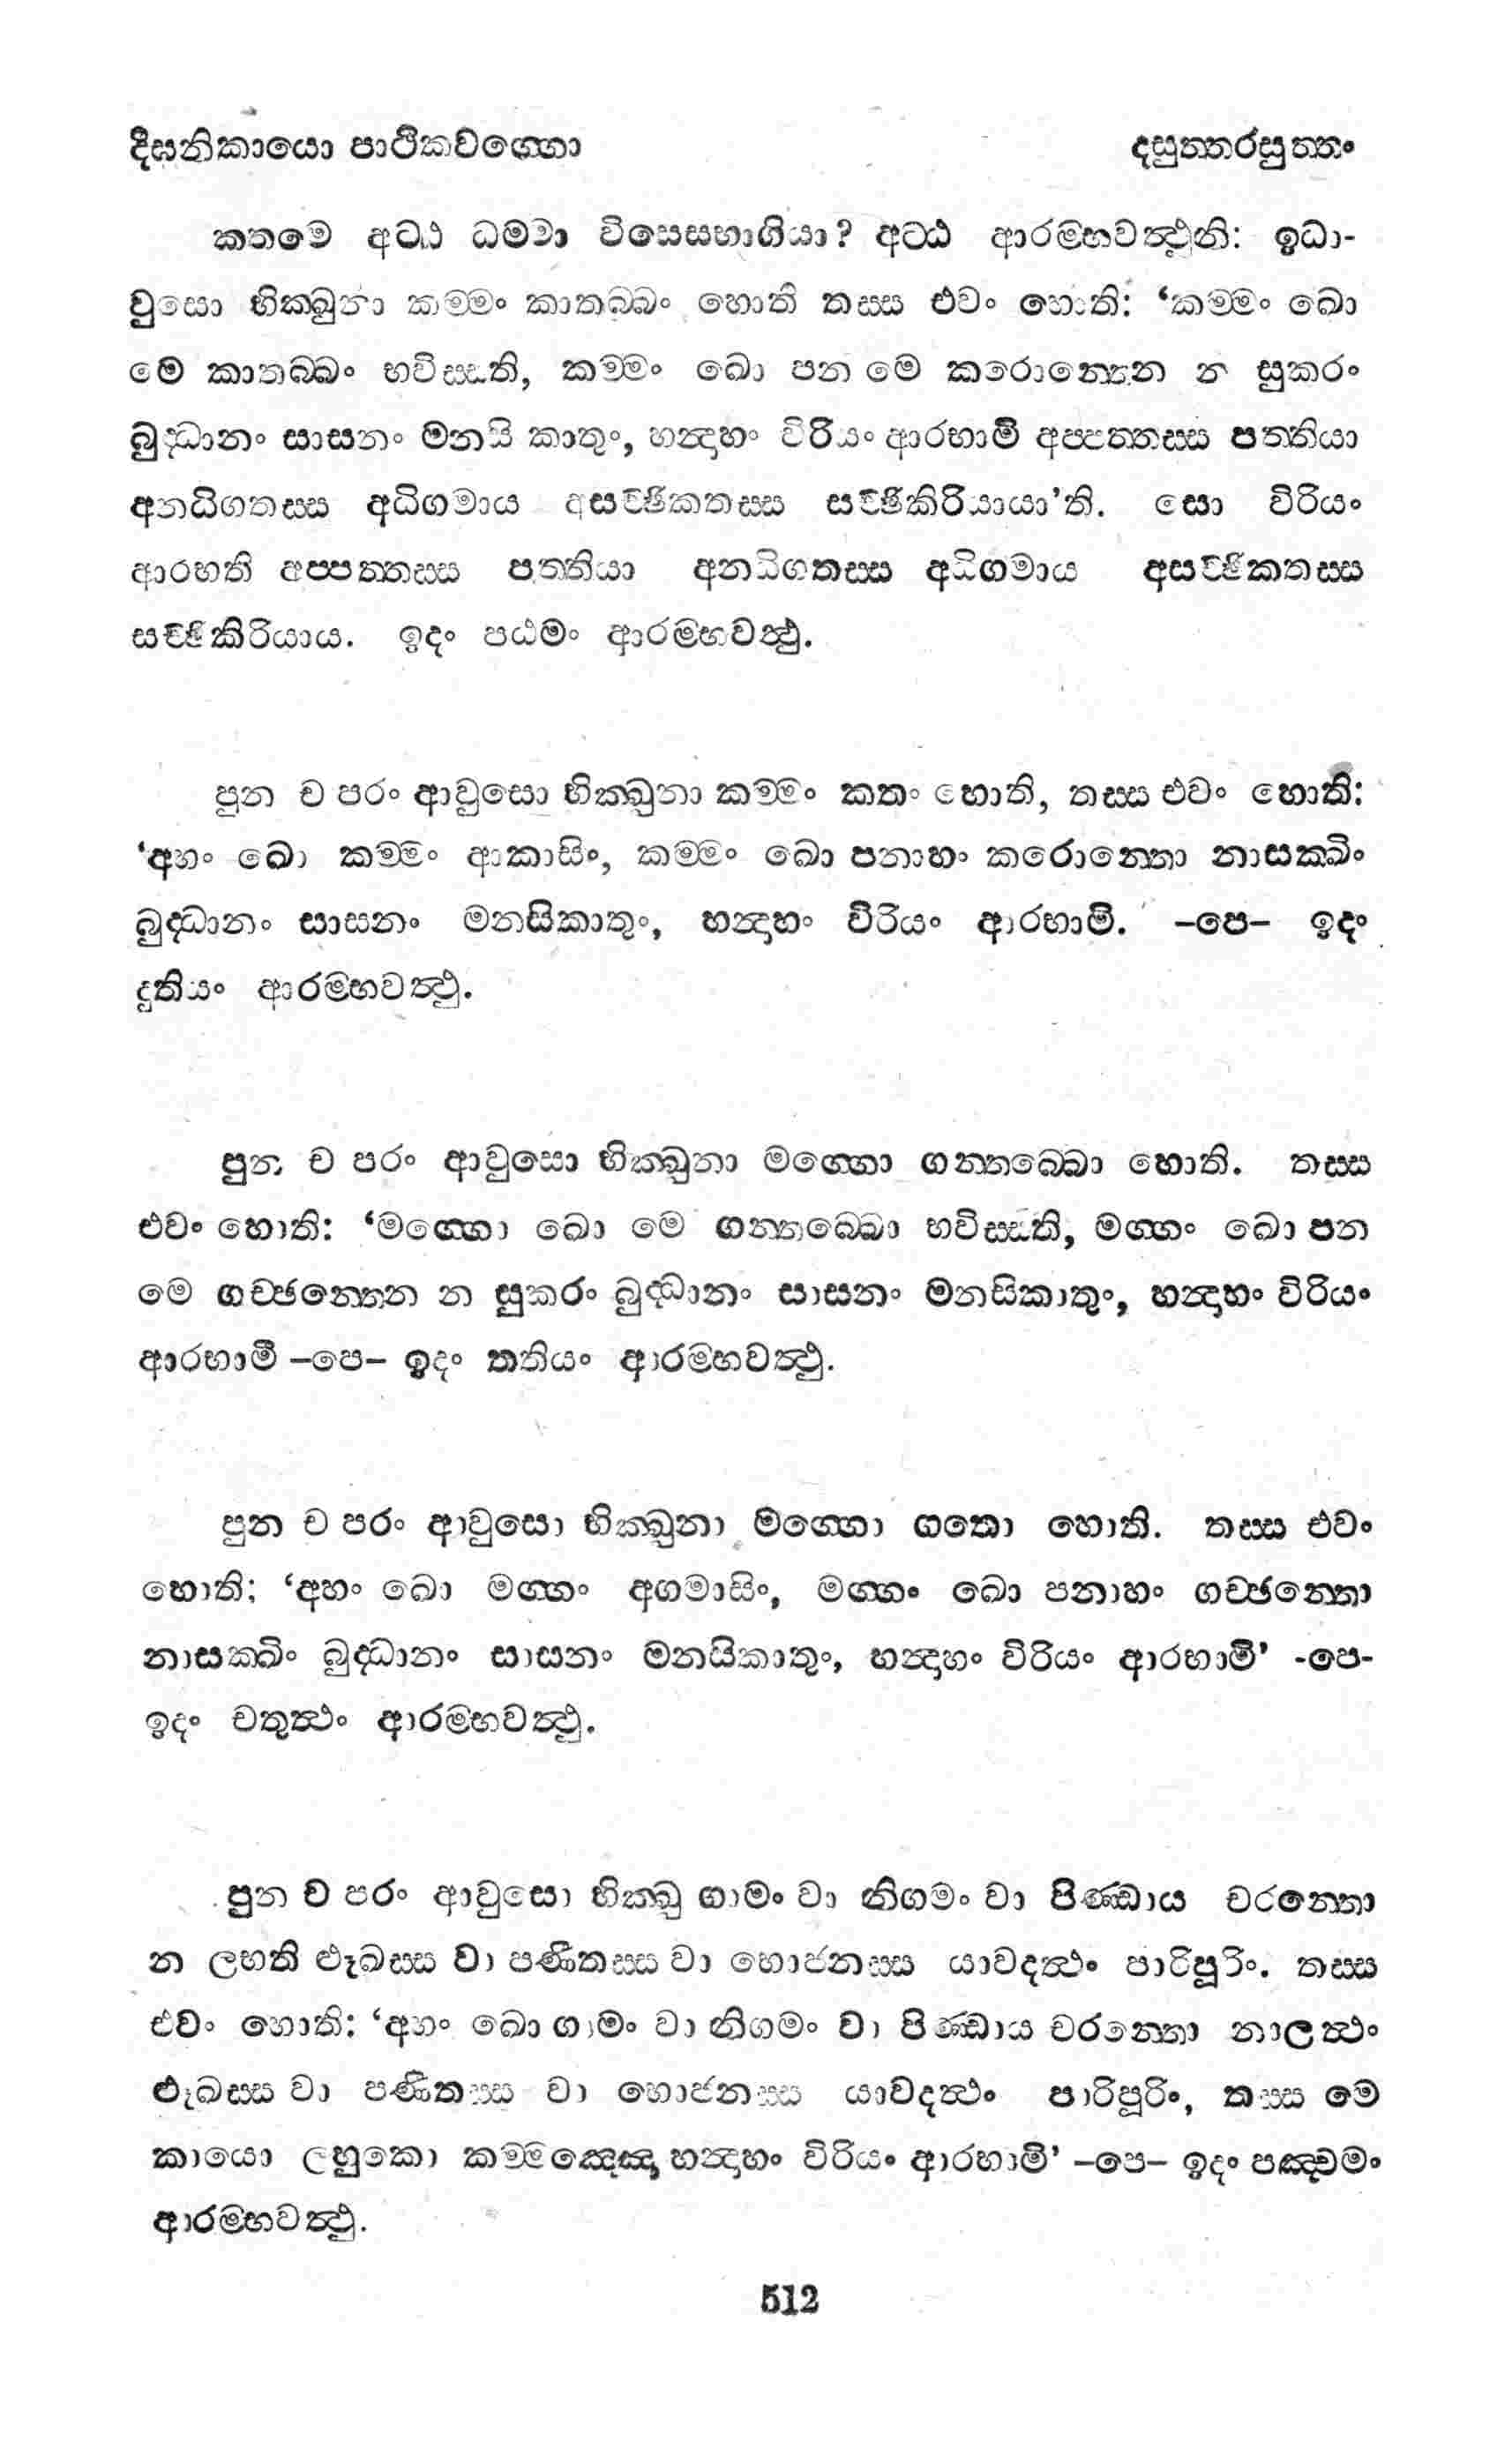 දීඝනිකායො පාථිකවග්ගො දසුත්තරසුත්තං
කතමෙ අට්ඨ ධම්මා විසෙසභාගියා? අට්ඨ ආරම්භවත්ථූනි: ඉධා-
වුසො භික්ඛුනා කම්මං කාතබ්බං හොති තස්ස එවං හොති: ‘කම්මං ඛො
මෙ කාතබ්බං භවිස්සති, කම්මං ඛො පන මෙ කරොන්තෙන න සුකරං
බුද්ධානං සාසනං මනසි කාතුං, හන්දාහං විරියං ආරභාමි අප්පත්තස්ස පත්තියා
අනධිගතස්ස අධිගමාය අසච්ඡිකතස්ස සච්ඡිකිරියායා’ති. සො විරියං
ආරභති අප්පත්තස්ස පත්තියා අනධිගතස්ස අධිගමාය අසච්ඡිකතස්ස
සච්ඡිකිරියාය. ඉදං පඨමං ආරම්භවත්ථු.
පුන ච පරං ආවුසො භික්ඛුනා කම්මං කතං හොති, තස්ස එවං හොති:
‘අහං ඛො කම්මං ආකාසිං, කම්මං ඛො පනාහං කරොන්තො නාසක්ඛිං
බුද්ධානං සාසනං මනසිකාතුං, හන්දාහං විරියං ආරභාමි.’ –පෙ– ඉදං
දුතියං ආරම්භවත්ථු.
පුන ච පරං ආවුසො භික්ඛුනා මග්ගො ගන්තබ්බො හොති. තස්ස
එවං හොති: ‘මග්ගො ඛො මෙ ගන්තබ්බො භවිස්සති, මග්ගං ඛො පන
මෙ ගච්ඡන්තෙන න සුකරං බුද්ධානං සාසනං මනසිකාතුං, හන්දාහං විරියං
ආරභාමි –පෙ– ඉදං තතියං ආරම්භවත්ථු.
පුන ච පරං ආවුසො භික්ඛුනා මග්ගො ගතො හොති. තස්ස එවං
හොති; ‘අහං ඛො මග්ගං අගමාසිං, මග්ගං ඛො පනාහං ගච්ඡන්තො
නාසක්ඛිං බුද්ධානං සාසනං මනසිකාතුං, හන්දාහං විරියං ආරභාමි’ -පෙ-
ඉදං චතුත්ථං ආරම්භවත්ථු.
පුන ච පරං ආවුසො භික්ඛු ගාමං වා නිගමං වා පිණ්ඩාය චරන්තො
න ලභති ළූඛස්ස වා පණීතස්ස වා භොජනස්ස යාවදත්ථං පාරිපූරිං. තස්ස
එවං හොති: ‘අහං ඛො ගාමං වා නිගමං වා පිණ්ඩාය චරන්තො නාලත්ථං
ළූඛස්ස වා පණීතස්ස වා භොජනස්ස යාවදත්ථං පාරිපූරිං, තස්ස මෙ
කායො ලහුකො කම්මඤ්ඤො, හන්දාහං විරියං ආරභාමි’ –පෙ– ඉදං පඤ්චමං
ආරම්භවත්ථු.
512